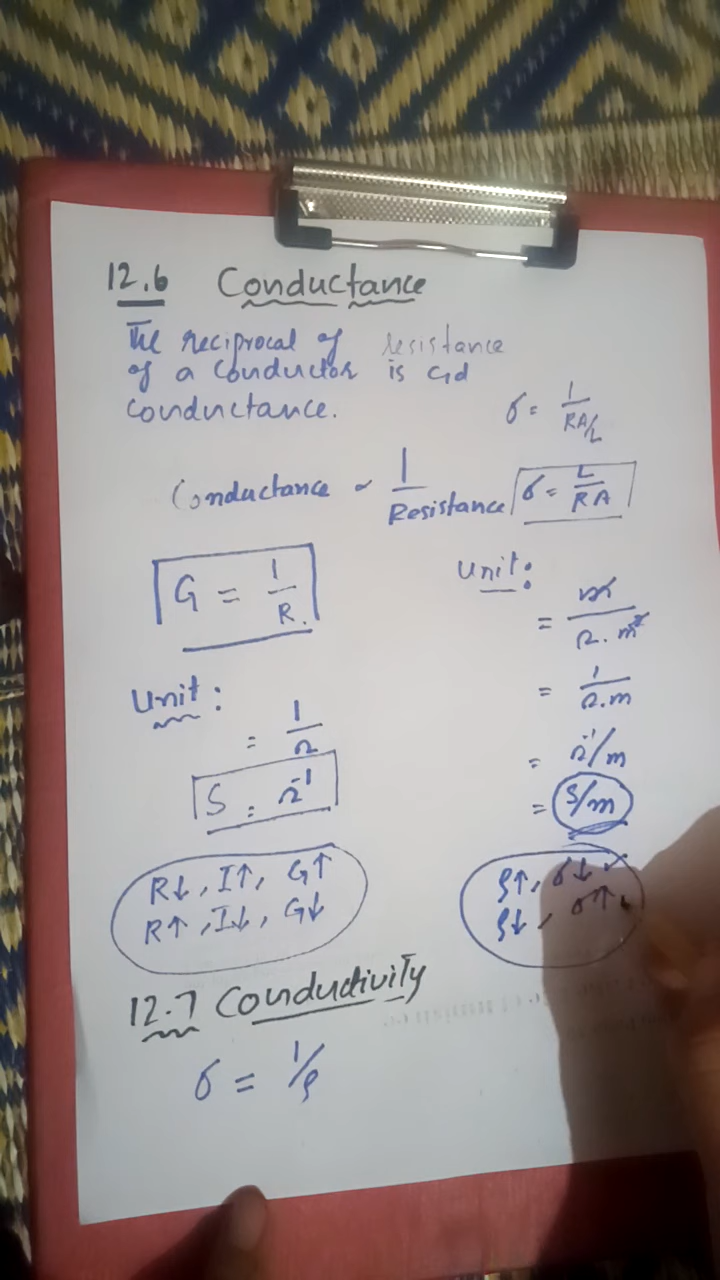 12.6 Conductance
The reciprocal of resistance
of a conductor is cld
conductance.
Conductance ∝ 1/Resistance
G = 1/R.
Unit:
= 1/Ω
S = Ω⁻¹
R↓, I↑, G↑
R↑, I↓, G↓
12.7 Conductivity
σ = 1/ρ
σ = 1/RA/L
σ = L/RA
Unit:
= m/Ω.m²
= 1/Ω.m
= Ω⁻¹/m
= S/m
ρ↑, σ↓ ✓
ρ↓, σ↑